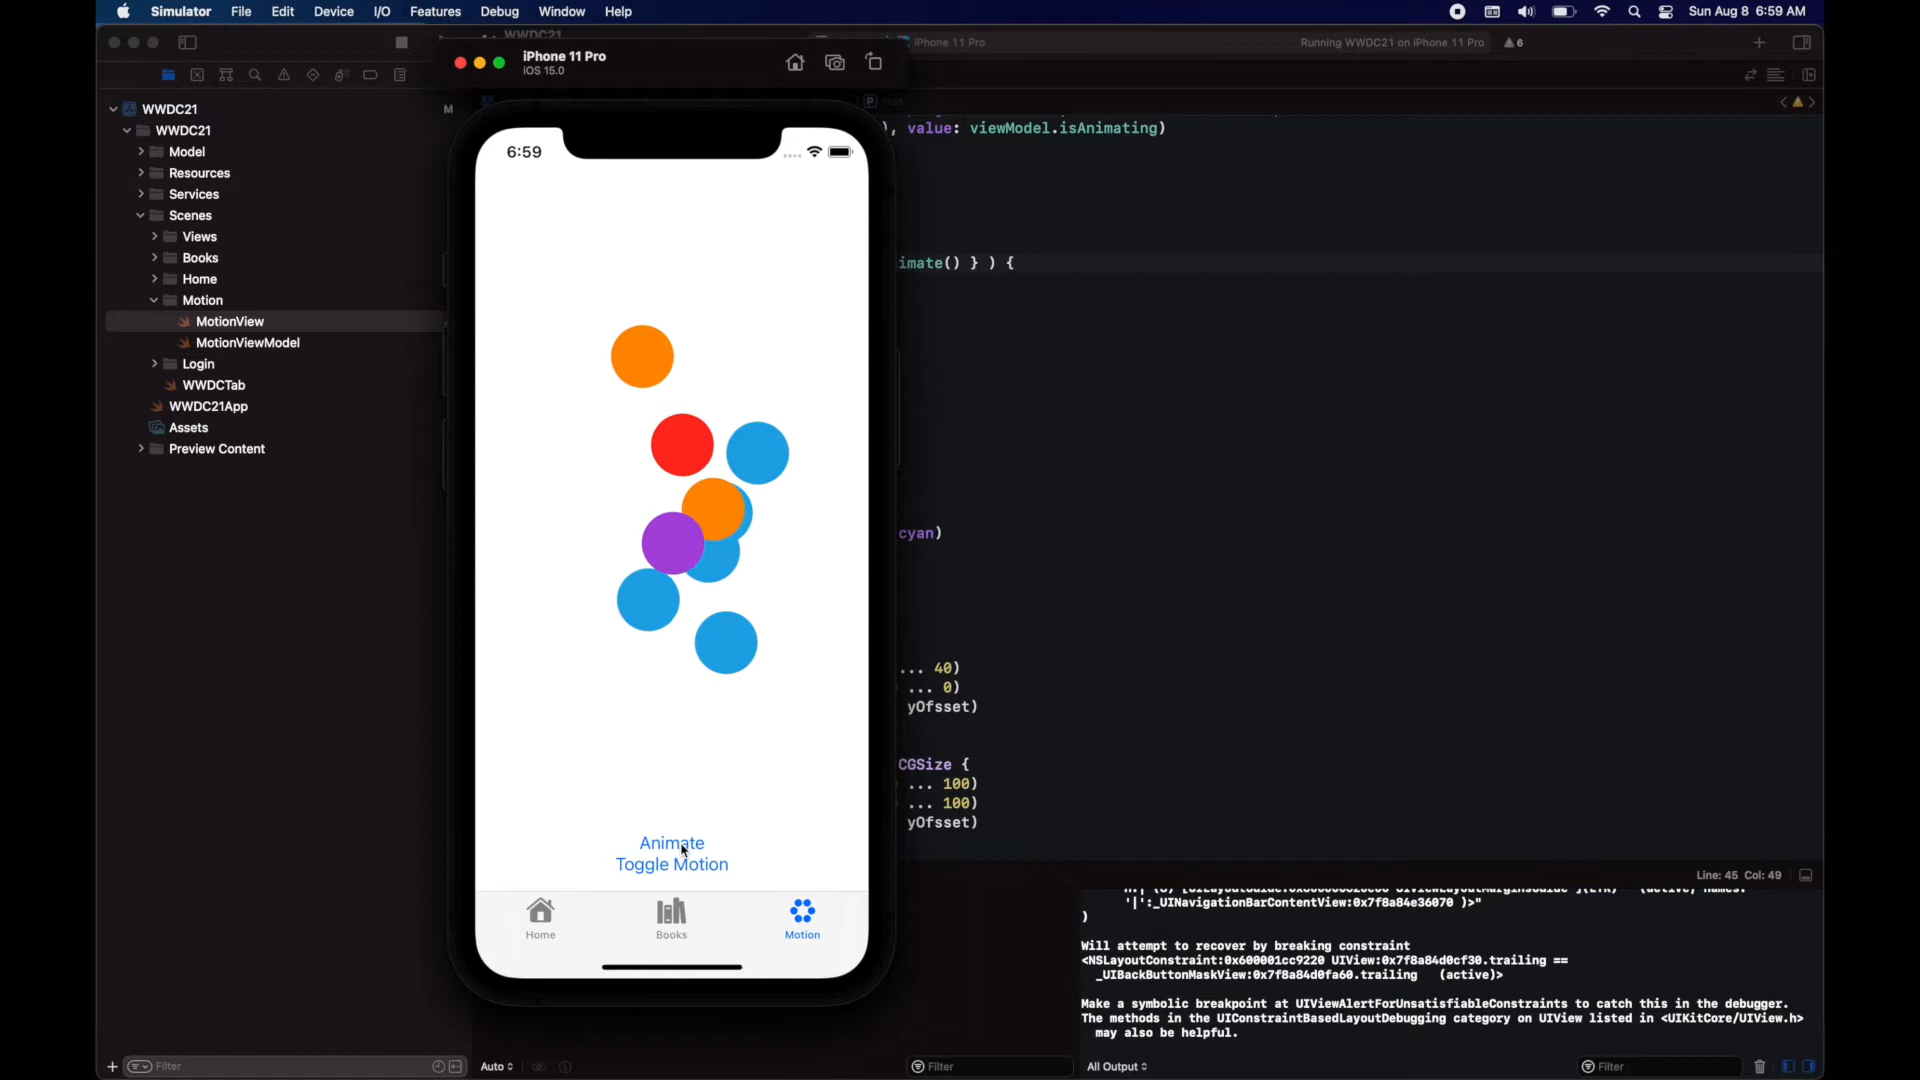 Simulator File Edit Device I/O Features Debug Window Help
Sun Aug 8 6:59 AM
WWDC21
iPhone 11 Pro
Running WWDC21 on iPhone 11 Pro
6
iPhone 11 Pro
iOS 15.0
WWDC21
M
WWDC21
Model
Resources
Services
Scenes
Views
Books
Home
Motion
MotionView
MotionViewModel
Login
WWDCTab
WWDC21App
Assets
Preview Content
6:59
Animate
Toggle Motion
Home
Books
Motion
), value: viewModel.isAnimating)
imate() } ) {
cyan)
... 40)
... 0)
yOfsset)
CGSize {
... 100)
... 100)
yOfsset)
Line: 45 Col: 49
'|':_UINavigationBarContentView:0x7f8a84e36070 )>"
)
Will attempt to recover by breaking constraint
<NSLayoutConstraint:0x600001cc9220 UIView:0x7f8a84d0cf30.trailing ==
_UIBackButtonMaskView:0x7f8a84d0fa60.trailing (active)>
Make a symbolic breakpoint at UIViewAlertForUnsatisfiableConstraints to catch this in the debugger.
The methods in the UIConstraintBasedLayoutDebugging category on UIView listed in <UIKitCore/UIView.h>
may also be helpful.
Filter
Auto
Filter
All Output
Filter